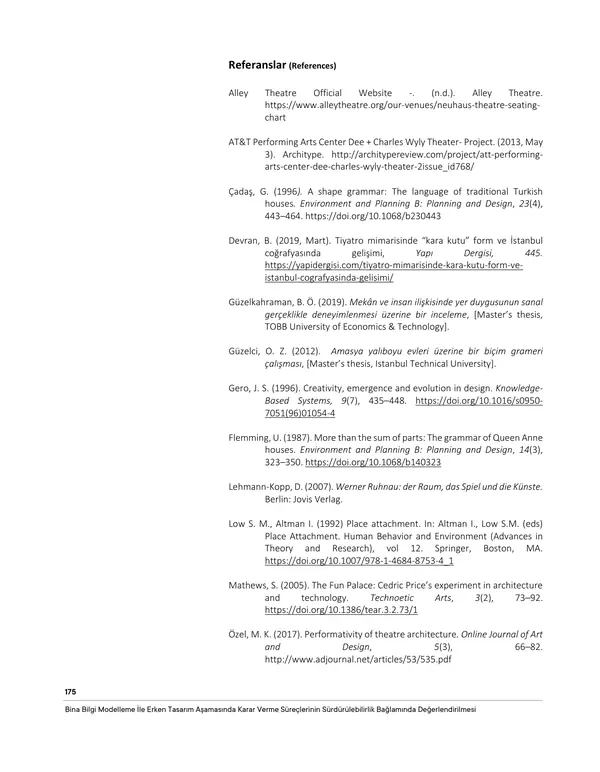 Referanslar (References)
Alley Theatre Official Website -. (n.d.). Alley Theatre.
https://www.alleytheatre.org/our-venues/neuhaus-theatre-seating-
chart
AT&T Performing Arts Center Dee + Charles Wyly Theater- Project. (2013, May
3). Architype. http://architypereview.com/project/att-performing-
arts-center-dee-charles-wyly-theater-2issue_id768/
Çadaş, G. (1996). A shape grammar: The language of traditional Turkish
houses. Environment and Planning B: Planning and Design, 23(4),
443–464. https://doi.org/10.1068/b230443
Devran, B. (2019, Mart). Tiyatro mimarisinde “kara kutu” form ve İstanbul
coğrafyasında gelişimi, Yapı Dergisi, 445.
https://yapidergisi.com/tiyatro-mimarisinde-kara-kutu-form-ve-
istanbul-cografyasinda-gelisimi/
Güzelkahraman, B. Ö. (2019). Mekân ve insan ilişkisinde yer duygusunun sanal
gerçeklikle deneyimlenmesi üzerine bir inceleme, [Master’s thesis,
TOBB University of Economics & Technology].
Güzelci, O. Z. (2012). Amasya yalıboyu evleri üzerine bir biçim grameri
çalışması, [Master’s thesis, Istanbul Technical University].
Gero, J. S. (1996). Creativity, emergence and evolution in design. Knowledge-
Based Systems, 9(7), 435–448. https://doi.org/10.1016/s0950-
7051(96)01054-4
Flemming, U. (1987). More than the sum of parts: The grammar of Queen Anne
houses. Environment and Planning B: Planning and Design, 14(3),
323–350. https://doi.org/10.1068/b140323
Lehmann-Kopp, D. (2007). Werner Ruhnau: der Raum, das Spiel und die Künste.
Berlin: Jovis Verlag.
Low S. M., Altman I. (1992) Place attachment. In: Altman I., Low S.M. (eds)
Place Attachment. Human Behavior and Environment (Advances in
Theory and Research), vol 12. Springer, Boston, MA.
https://doi.org/10.1007/978-1-4684-8753-4_1
Mathews, S. (2005). The Fun Palace: Cedric Price’s experiment in architecture
and technology. Technoetic Arts, 3(2), 73–92.
https://doi.org/10.1386/tear.3.2.73/1
Özel, M. K. (2017). Performativity of theatre architecture. Online Journal of Art
and Design, 5(3), 66–82.
http://www.adjournal.net/articles/53/535.pdf
175
Bina Bilgi Modelleme İle Erken Tasarım Aşamasında Karar Verme Süreçlerinin Sürdürülebilirlik Bağlamında Değerlendirilmesi